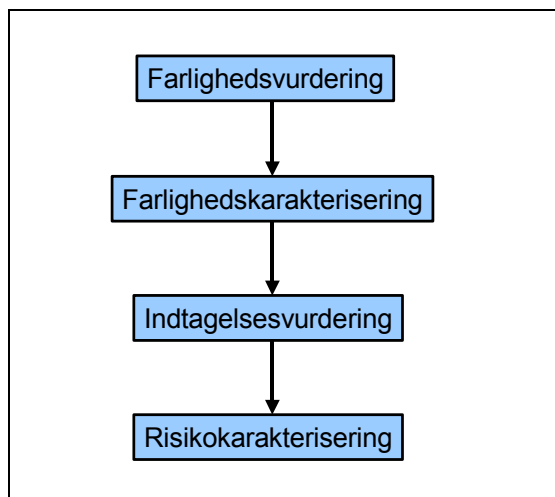 Farlighedsvurdering
Farlighedskarakterisering
Indtagelsesvurdering
Risikokarakterisering